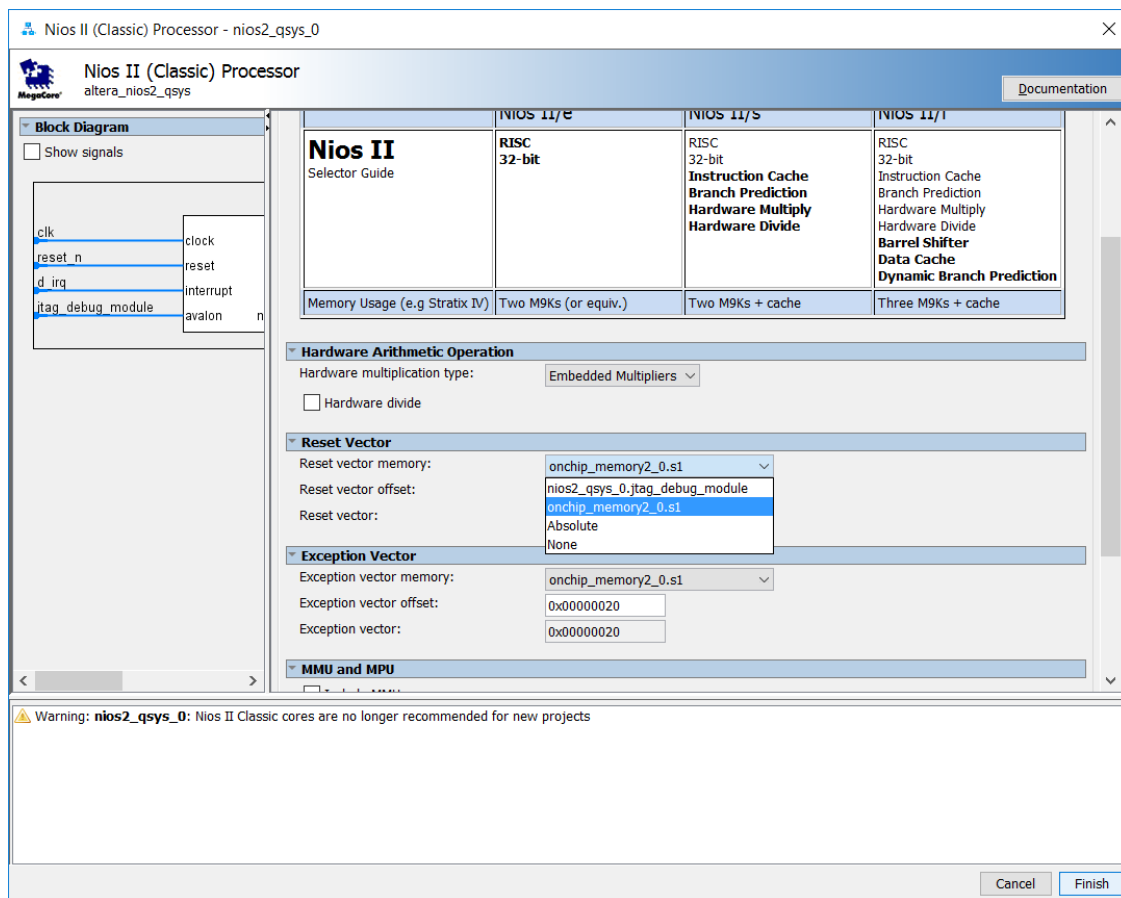 Nios II (Classic) Processor - nios2_qsys_0
Nios II (Classic) Processor
altera_nios2_qsys
MegaCore'
Documentation
Block Diagram
Show signals
clk
clock
reset_n
reset
d_irq
interrupt
jtag_debug_module
avalon n
Nios II/e Nios II/s Nios II/f
Nios II
Selector Guide
RISC
32-bit
RISC
32-bit
Instruction Cache
Branch Prediction
Hardware Multiply
Hardware Divide
RISC
32-bit
Instruction Cache
Branch Prediction
Hardware Multiply
Hardware Divide
Barrel Shifter
Data Cache
Dynamic Branch Prediction
Memory Usage (e.g Stratix IV) Two M9Ks (or equiv.) Two M9Ks + cache Three M9Ks + cache
Hardware Arithmetic Operation
Hardware multiplication type: Embedded Multipliers
Hardware divide
Reset Vector
Reset vector memory: onchip_memory2_0.s1
Reset vector offset:
Reset vector:
nios2_qsys_0.jtag_debug_module
onchip_memory2_0.s1
Absolute
None
Exception Vector
Exception vector memory: onchip_memory2_0.s1
Exception vector offset: 0x00000020
Exception vector: 0x00000020
MMU and MPU
Warning: nios2_qsys_0: Nios II Classic cores are no longer recommended for new projects
Cancel Finish